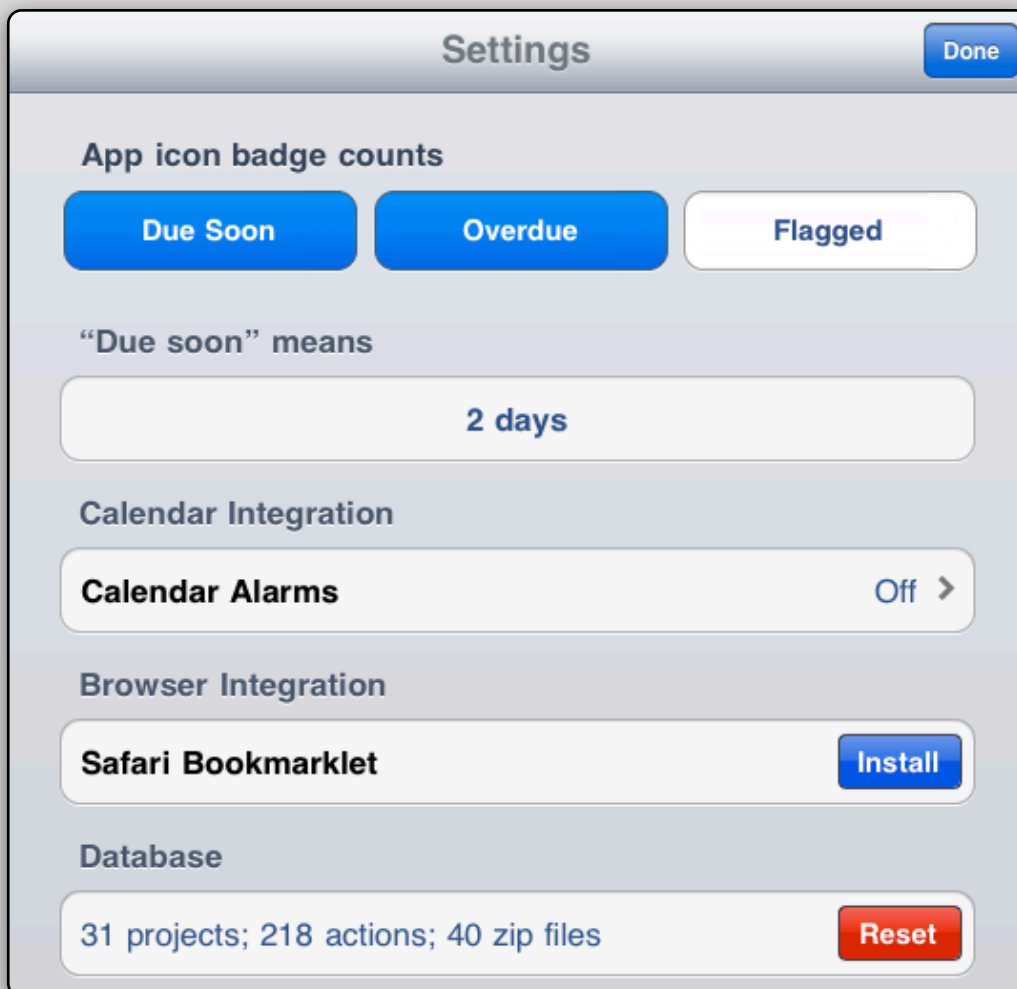 Settings
Done
App icon badge counts
Due Soon Overdue Flagged
“Due soon” means
2 days
Calendar Integration
Calendar Alarms Off
Browser Integration
Safari Bookmarklet Install
Database
31 projects; 218 actions; 40 zip files Reset